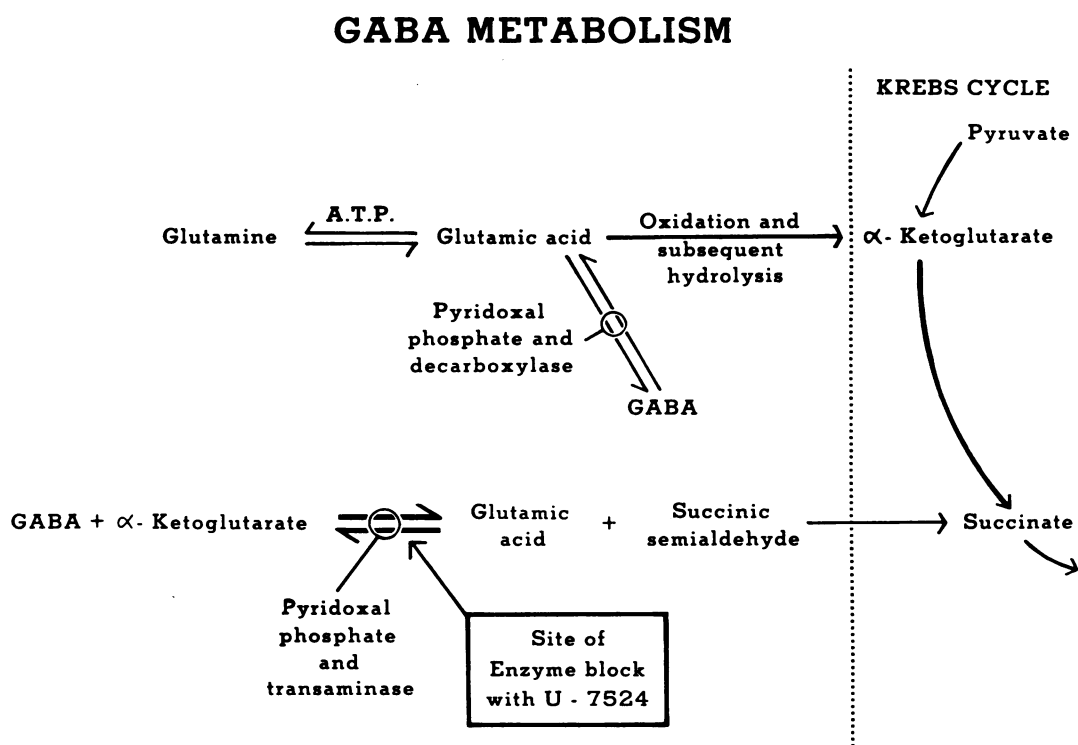 GABA METABOLISM
KREBS CYCLE
Pyruvate
A.T.P.
Glutamine
Glutamic acid
Oxidation and
subsequent
hydrolysis
α- Ketoglutarate
Pyridoxal
phosphate and
decarboxylase
GABA
GABA + α- Ketoglutarate
Glutamic
acid
+
Succinic
semialdehyde
Succinate
Pyridoxal
phosphate
and
transaminase
Site of
Enzyme block
with U - 7524